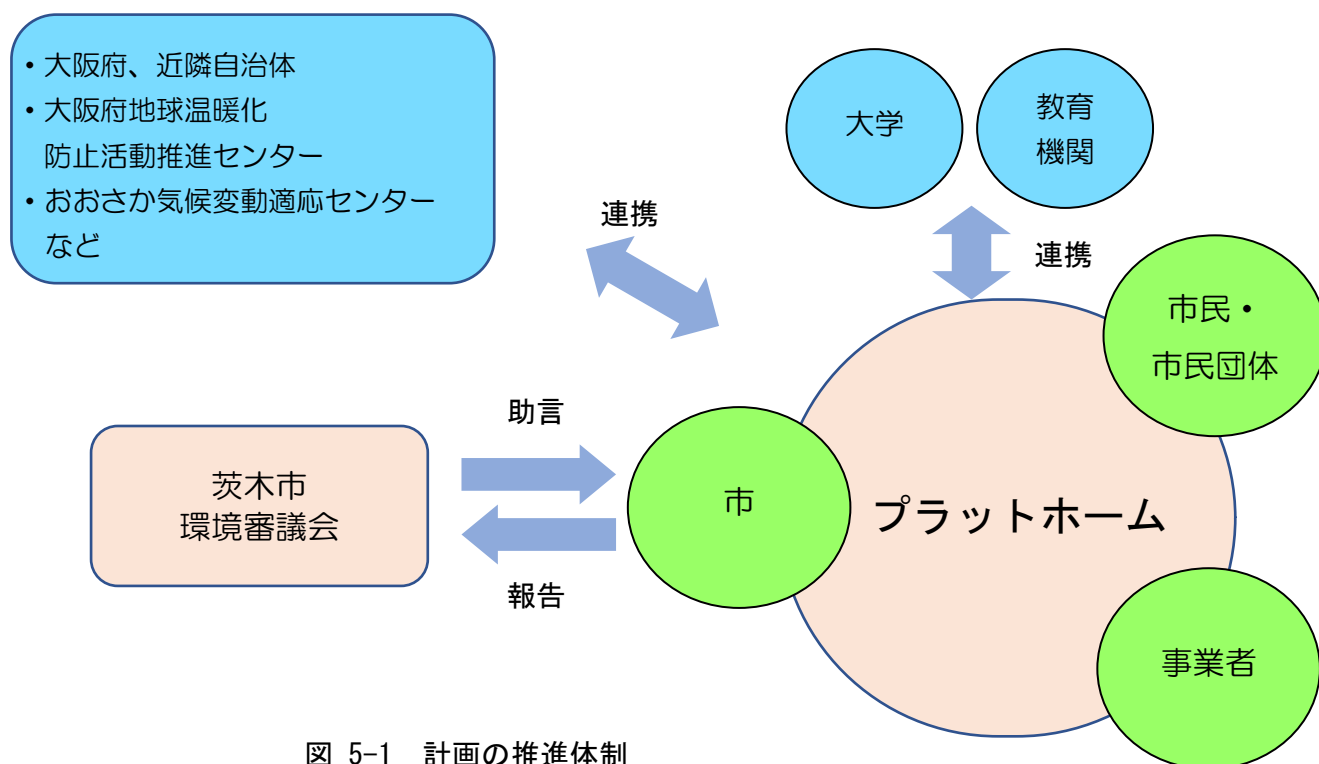 ・大阪府、近隣自治体
・大阪府地球温暖化
防止活動推進センター
・おおさか気候変動適応センター
など
大学
教育
機関
連携
連携
市民・
市民団体
助言
茨木市
環境審議会
市
プラットホーム
報告
事業者
図 5-1 計画の推進体制